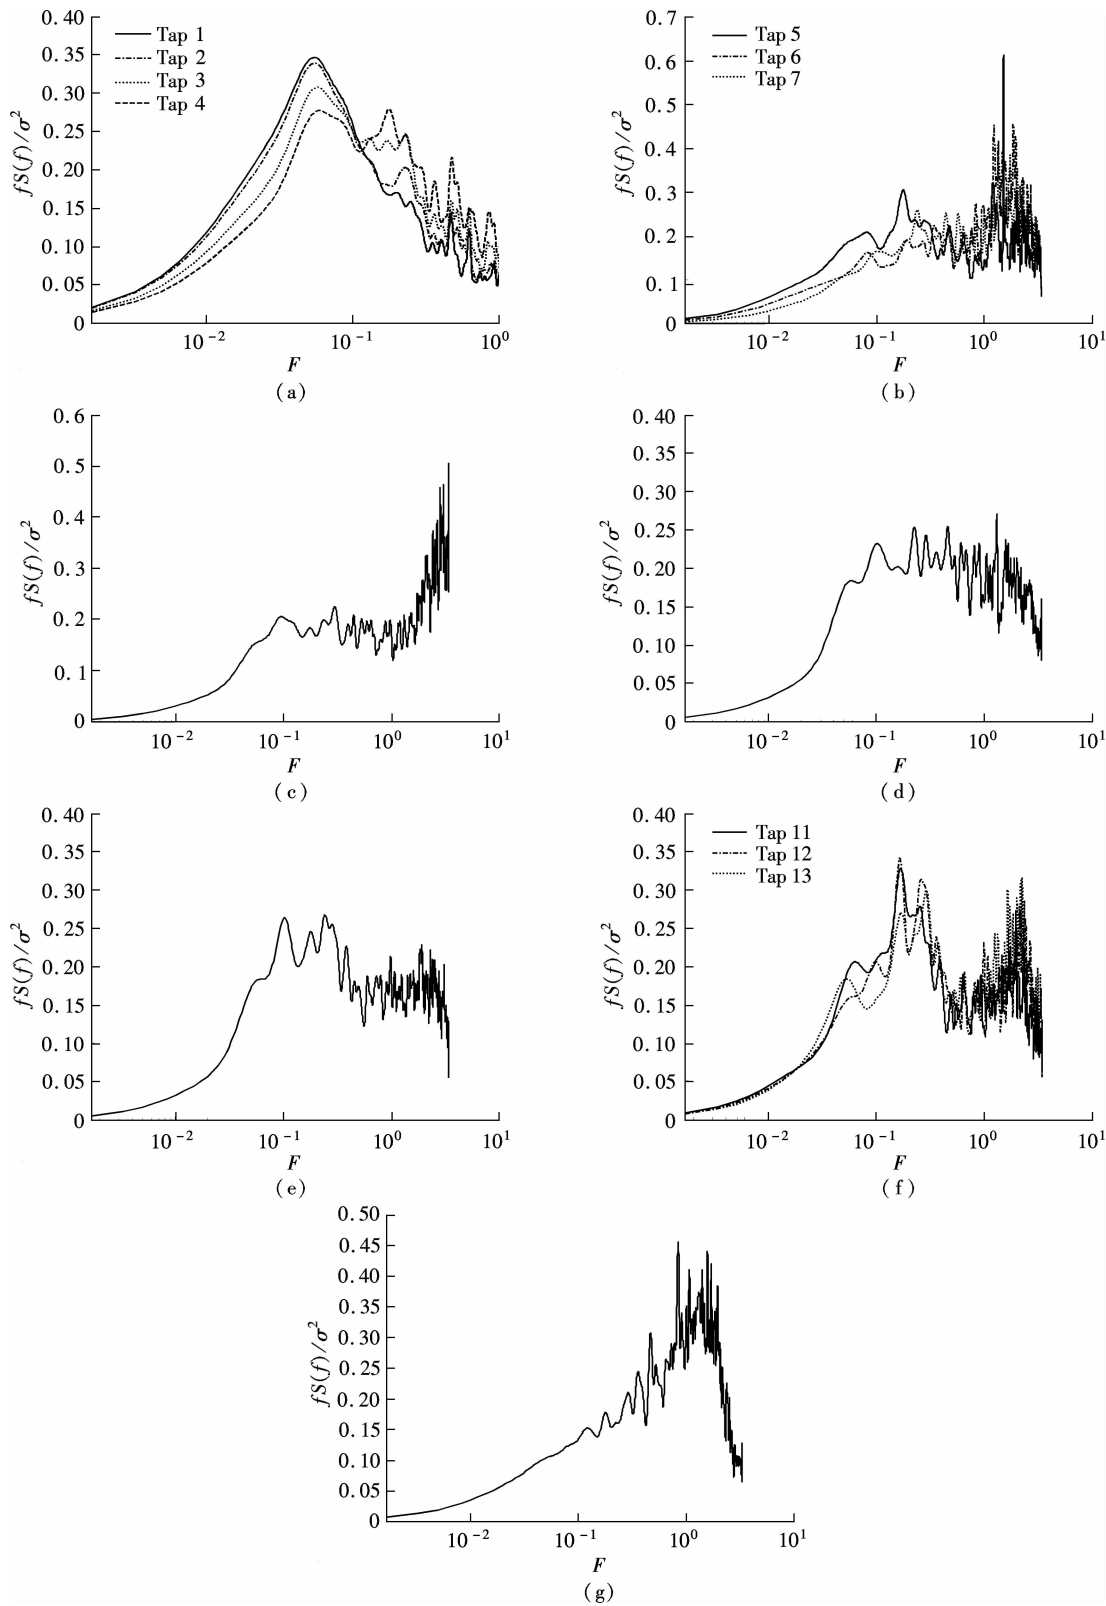 0.40
0.35
0.30
0.25
0.20
0.15
0.10
0.05
0
fS(f)/σ²
Tap 1
Tap 2
Tap 3
Tap 4
10⁻² 10⁻¹ 10⁰
F
(a)
0.7
0.6
0.5
0.4
0.3
0.2
0.1
0
fS(f)/σ²
Tap 5
Tap 6
Tap 7
10⁻² 10⁻¹ 10⁰ 10¹
F
(b)
0.6
0.5
0.4
0.3
0.2
0.1
0
fS(f)/σ²
10⁻² 10⁻¹ 10⁰ 10¹
F
(c)
0.40
0.35
0.30
0.25
0.20
0.15
0.10
0.05
0
fS(f)/σ²
10⁻² 10⁻¹ 10⁰ 10¹
F
(d)
0.40
0.35
0.30
0.25
0.20
0.15
0.10
0.05
0
fS(f)/σ²
10⁻² 10⁻¹ 10⁰ 10¹
F
(e)
0.40
0.35
0.30
0.25
0.20
0.15
0.10
0.05
0
fS(f)/σ²
Tap 11
Tap 12
Tap 13
10⁻² 10⁻¹ 10⁰ 10¹
F
(f)
0.50
0.45
0.40
0.35
0.30
0.25
0.20
0.15
0.10
0.05
0
fS(f)/σ²
10⁻² 10⁻¹ 10⁰ 10¹
F
(g)